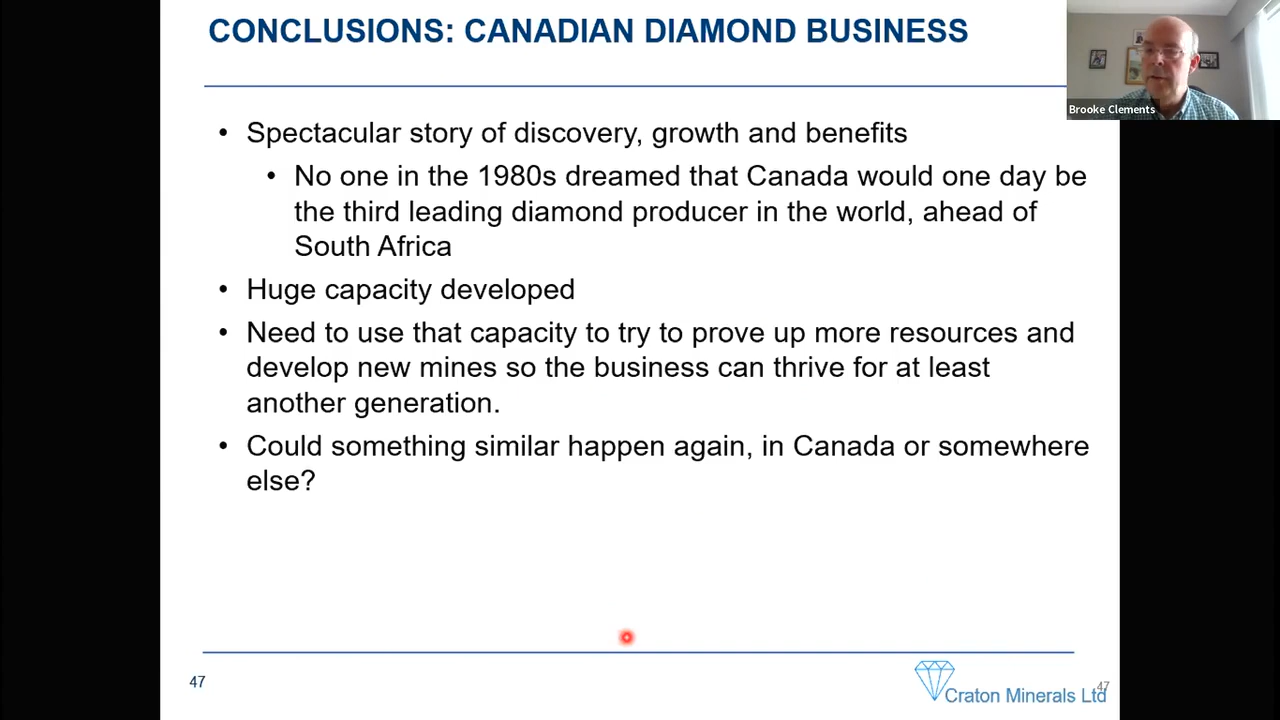 CONCLUSIONS: CANADIAN DIAMOND BUSINESS
Brooke Clements
• Spectacular story of discovery, growth and benefits
• No one in the 1980s dreamed that Canada would one day be
the third leading diamond producer in the world, ahead of
South Africa
• Huge capacity developed
• Need to use that capacity to try to prove up more resources and
develop new mines so the business can thrive for at least
another generation.
• Could something similar happen again, in Canada or somewhere
else?
47
Craton Minerals Ltd
47